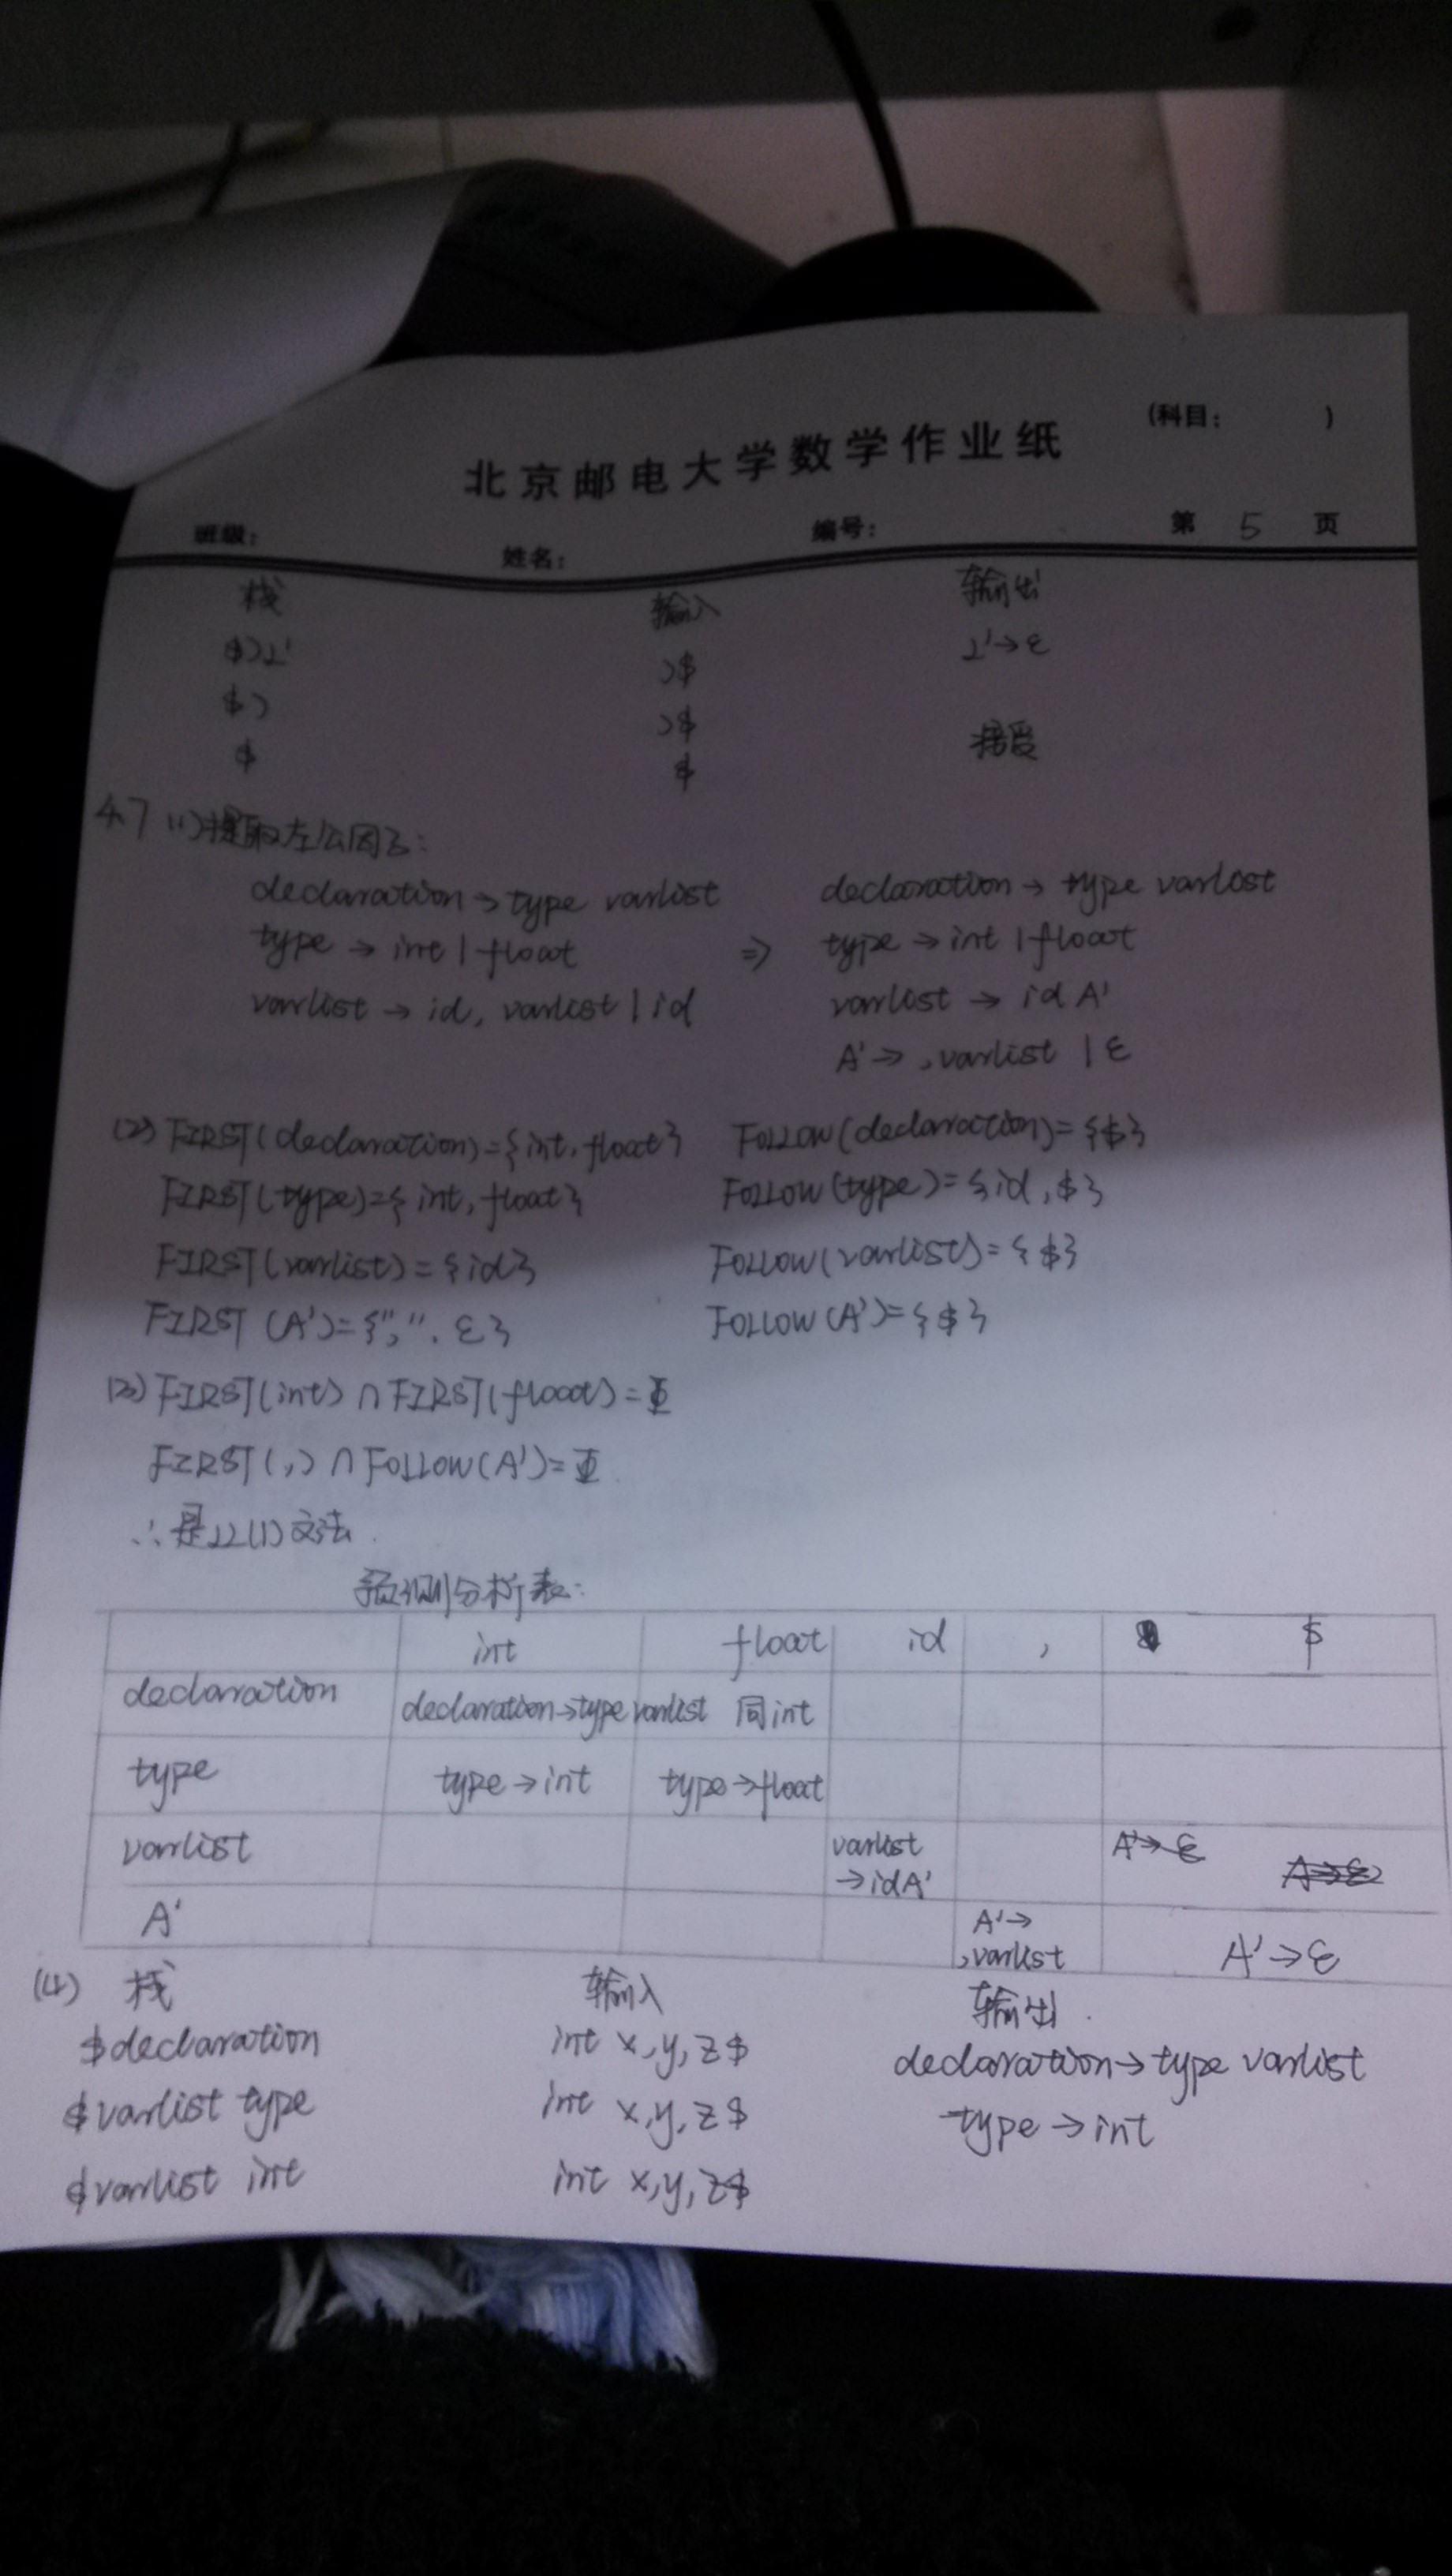 (科目: )
北京邮电大学数学作业纸
班级: 姓名: 编号: 第 5 页
栈 输入 输出
$)L' )$ L'→ε
$) )$
$ $ 接受
4.7 (1)提取左公因子:
declaration→type varlist declaration→type varlist
type→int|float ⇒ type→int|float
varlist→id, varlist|id varlist→id A'
A'→,varlist |ε
(2) FIRST(declaration)={int,float} FOLLOW(declaration)={$}
FIRST(type)={int,float} FOLLOW(type)={id,$}
FIRST(varlist)={id} FOLLOW(varlist)={$}
FIRST(A')={",". ε} FOLLOW(A')={$}
(3) FIRST(int)∩FIRST(float)=Φ
FIRST(,)∩FOLLOW(A')=Φ
∴是LL(1)文法.
预测分析表:
int float id , $
declaration declaration→type varlist 同int
type type→int type→float
varlist varlist →idA' A'→ε A'→ε
A' A'→ ,varlist A'→ε
(4) 栈 输入 输出.
$declaration int x,y,z$ declaration→type varlist
$varlist type int x,y,z$ type→int
$varlist int int x,y,z$